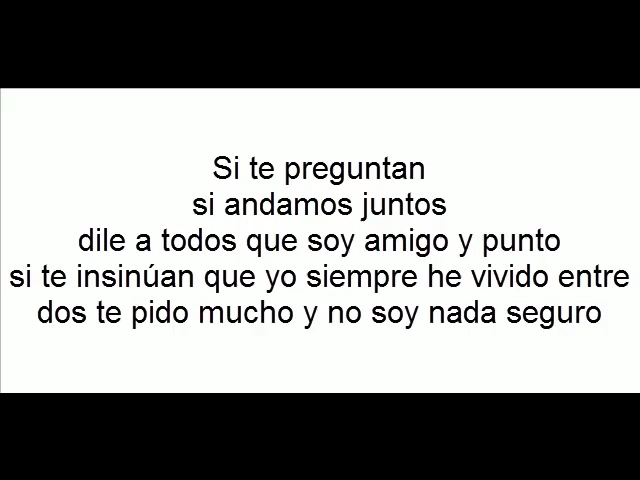 Si te preguntan
si andamos juntos
dile a todos que soy amigo y punto
si te insinúan que yo siempre he vivido entre
dos te pido mucho y no soy nada seguro